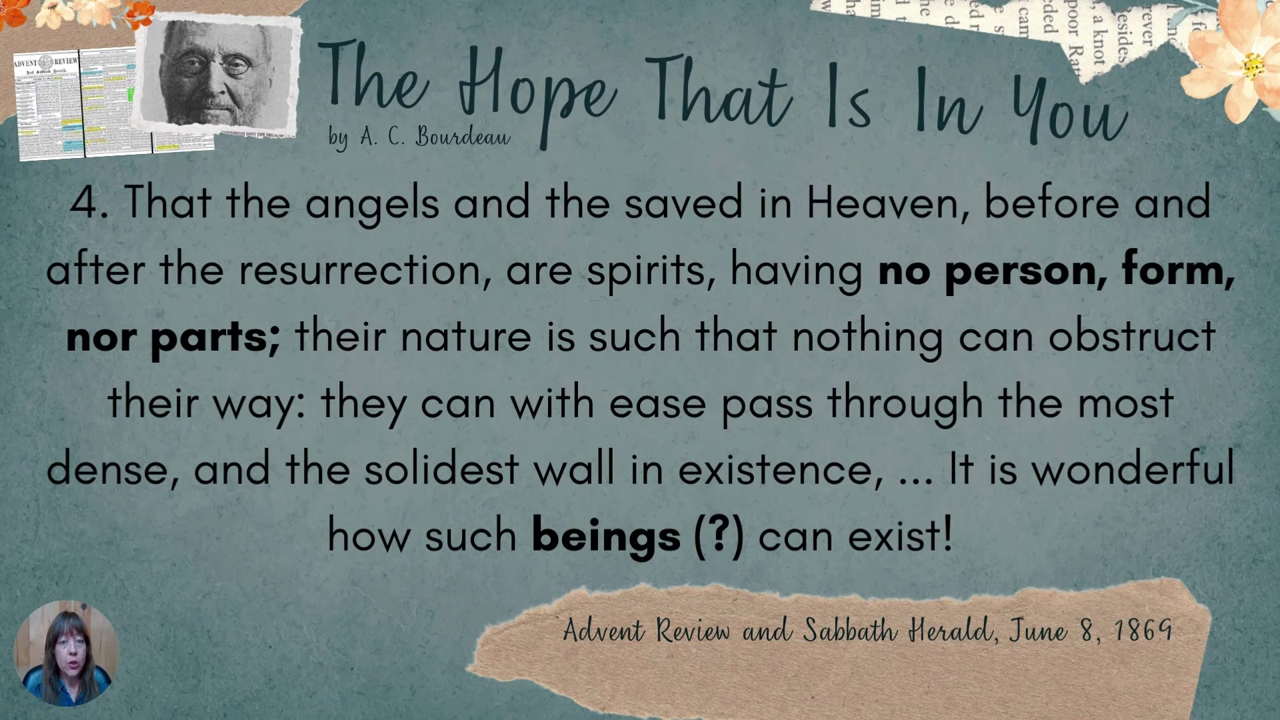 ADVENT REVIEW
The Hope That Is In You
by A. C. Bourdeau
4. That the angels and the saved in Heaven, before and
after the resurrection, are spirits, having no person, form,
nor parts; their nature is such that nothing can obstruct
their way: they can with ease pass through the most
dense, and the solidest wall in existence, ... It is wonderful
how such beings (?) can exist!
Advent Review and Sabbath Herald, June 8, 1869